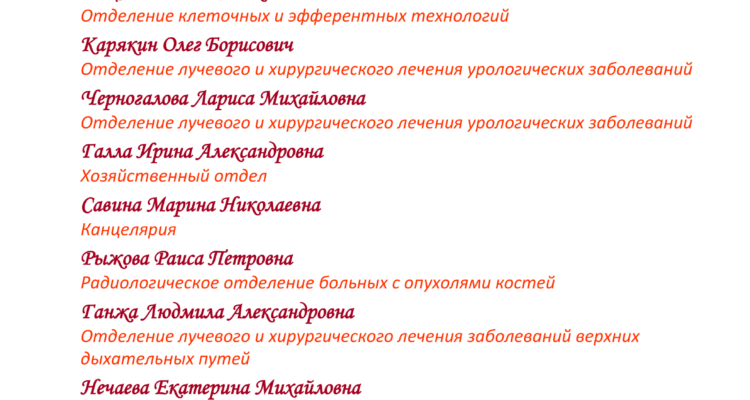 Отделение клеточных и эфферентных технологий
Карякин Олег Борисович
Отделение лучевого и хирургического лечения урологических заболеваний
Черногалова Лариса Михайловна
Отделение лучевого и хирургического лечения урологических заболеваний
Галла Ирина Александровна
Хозяйственный отдел
Савина Марина Николаевна
Канцелярия
Рыжова Раиса Петровна
Радиологическое отделение больных с опухолями костей
Ганжа Людмила Александровна
Отделение лучевого и хирургического лечения заболеваний верхних
дыхательных путей
Нечаева Екатерина Михайловна